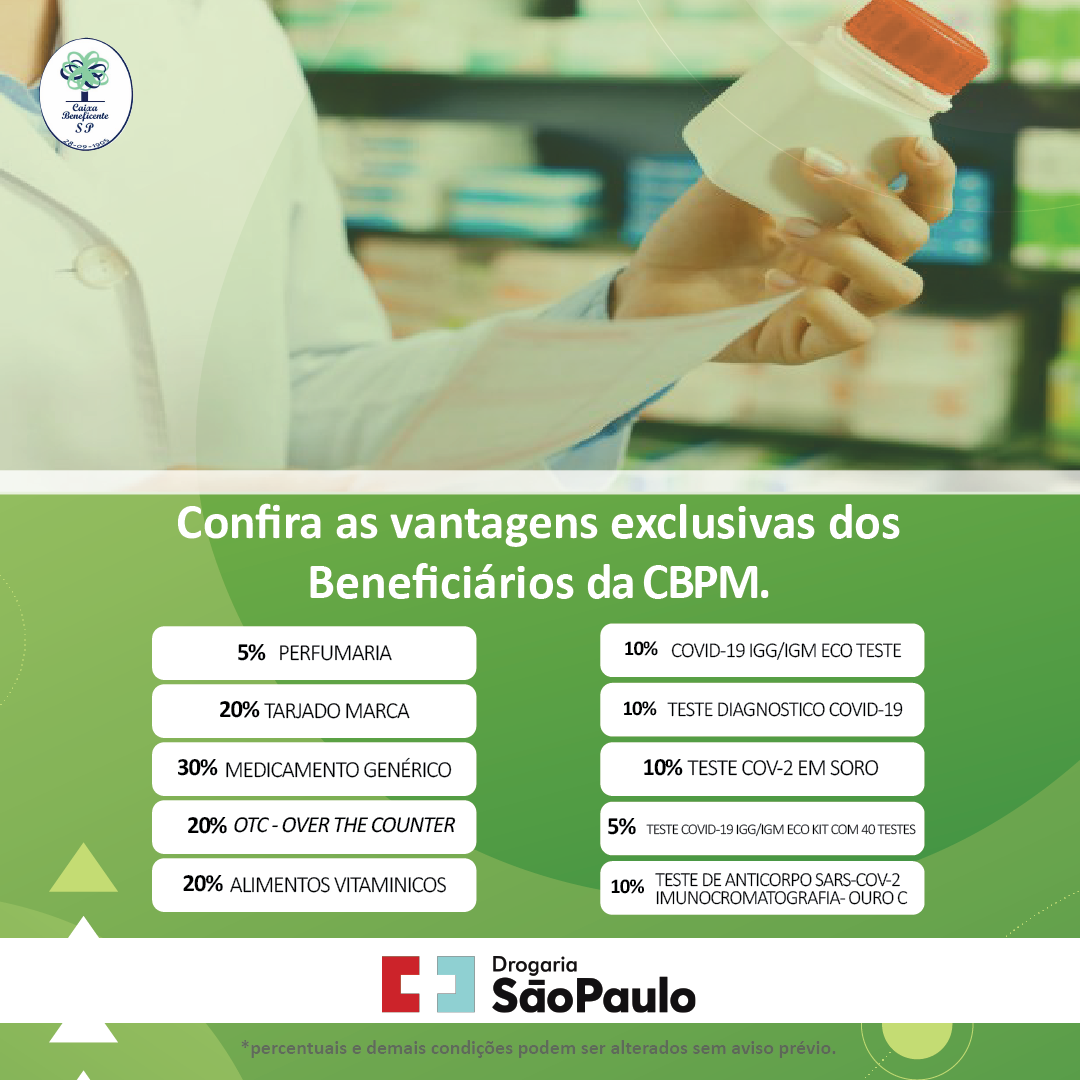 Caixa
Beneficente
S P
28-09-1905
Confira as vantagens exclusivas dos
Beneficiários da CBPM.
5% PERFUMARIA
20% TARJADO MARCA
30% MEDICAMENTO GENÉRICO
20% OTC - OVER THE COUNTER
20% ALIMENTOS VITAMINICOS
10% COVID-19 IGG/IGM ECO TESTE
10% TESTE DIAGNOSTICO COVID-19
10% TESTE COV-2 EM SORO
5% TESTE COVID-19 IGG/IGM ECO KIT COM 40 TESTES
10% TESTE DE ANTICORPO SARS-COV-2
IMUNOCROMATOGRAFIA- OURO C
Drogaria
SãoPaulo
*percentuais e demais condições podem ser alterados sem aviso prévio.